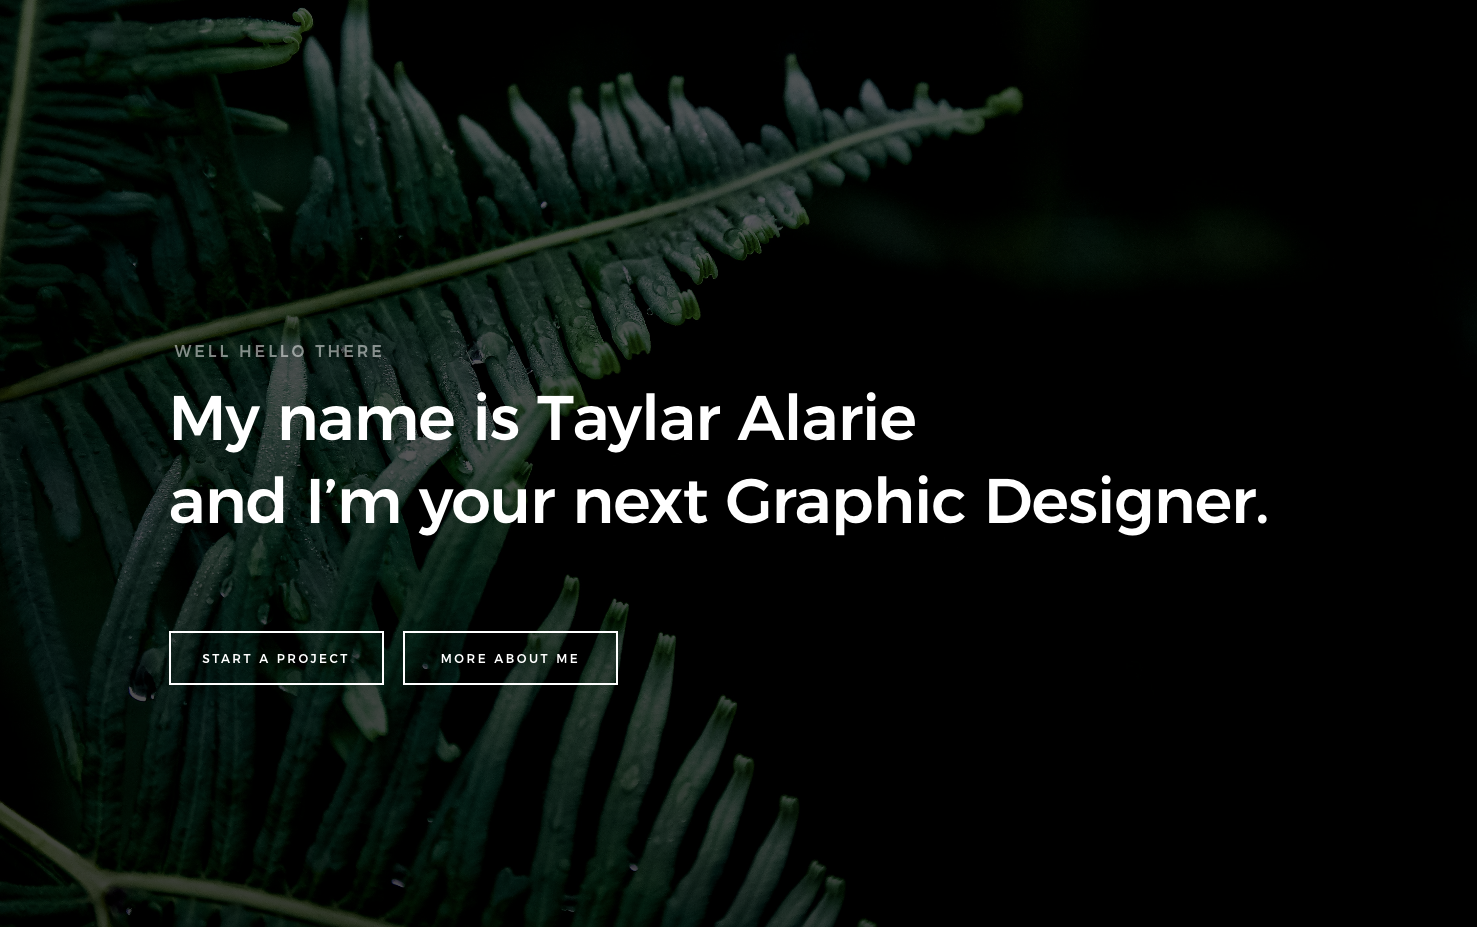 WELL HELLO THERE
My name is Taylar Alarie
and I’m your next Graphic Designer.
START A PROJECT
MORE ABOUT ME